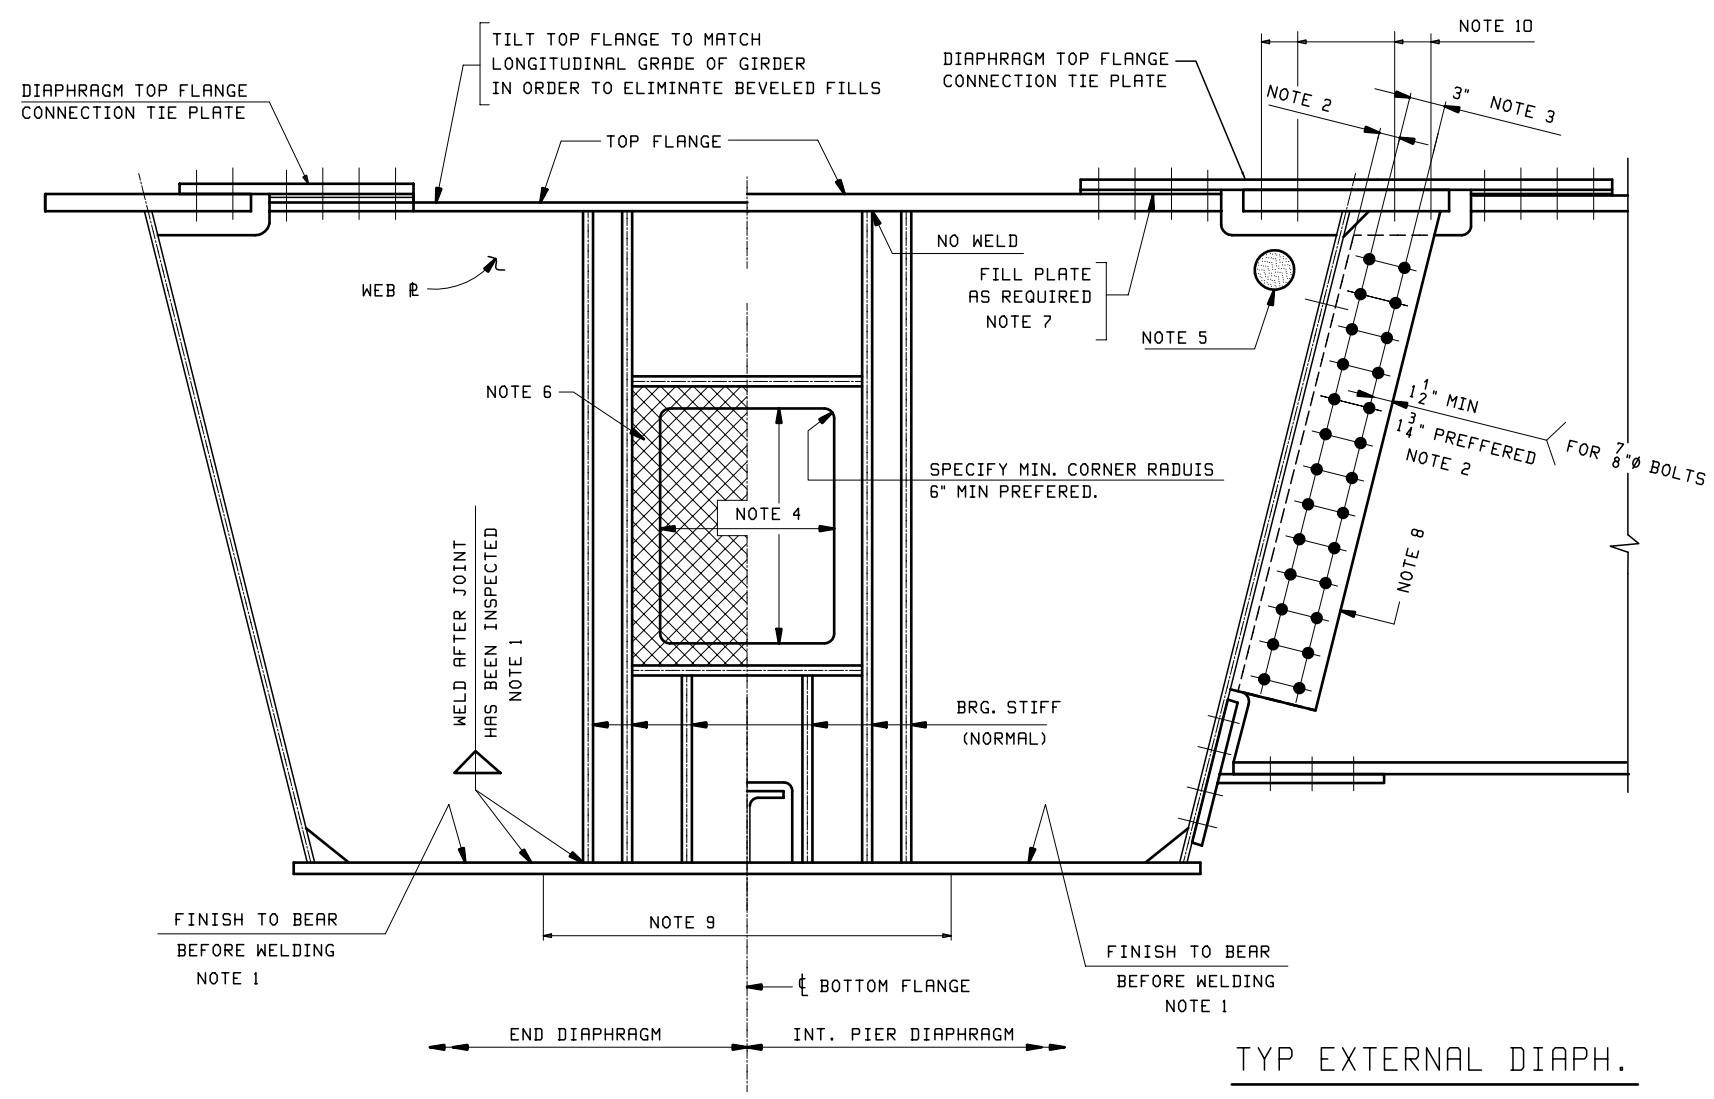 TILT TOP FLANGE TO MATCH
LONGITUDINAL GRADE OF GIRDER
IN ORDER TO ELIMINATE BEVELED FILLS
DIAPHRAGM TOP FLANGE
CONNECTION TIE PLATE
TOP FLANGE
DIAPHRAGM TOP FLANGE
CONNECTION TIE PLATE
NOTE 10
NOTE 2
3" NOTE 3
WEB ⅊
NO WELD
FILL PLATE
AS REQUIRED
NOTE 7
NOTE 5
NOTE 6
1 1/2" MIN
1 3/4" PREFFERED
NOTE 2
FOR 7/8"Ø BOLTS
SPECIFY MIN. CORNER RADUIS
6" MIN PREFERED.
NOTE 4
NOTE 8
WELD AFTER JOINT
HAS BEEN INSPECTED
NOTE 1
BRG. STIFF
(NORMAL)
FINISH TO BEAR
BEFORE WELDING
NOTE 1
NOTE 9
FINISH TO BEAR
BEFORE WELDING
NOTE 1
℄ BOTTOM FLANGE
END DIAPHRAGM
INT. PIER DIAPHRAGM
TYP EXTERNAL DIAPH.